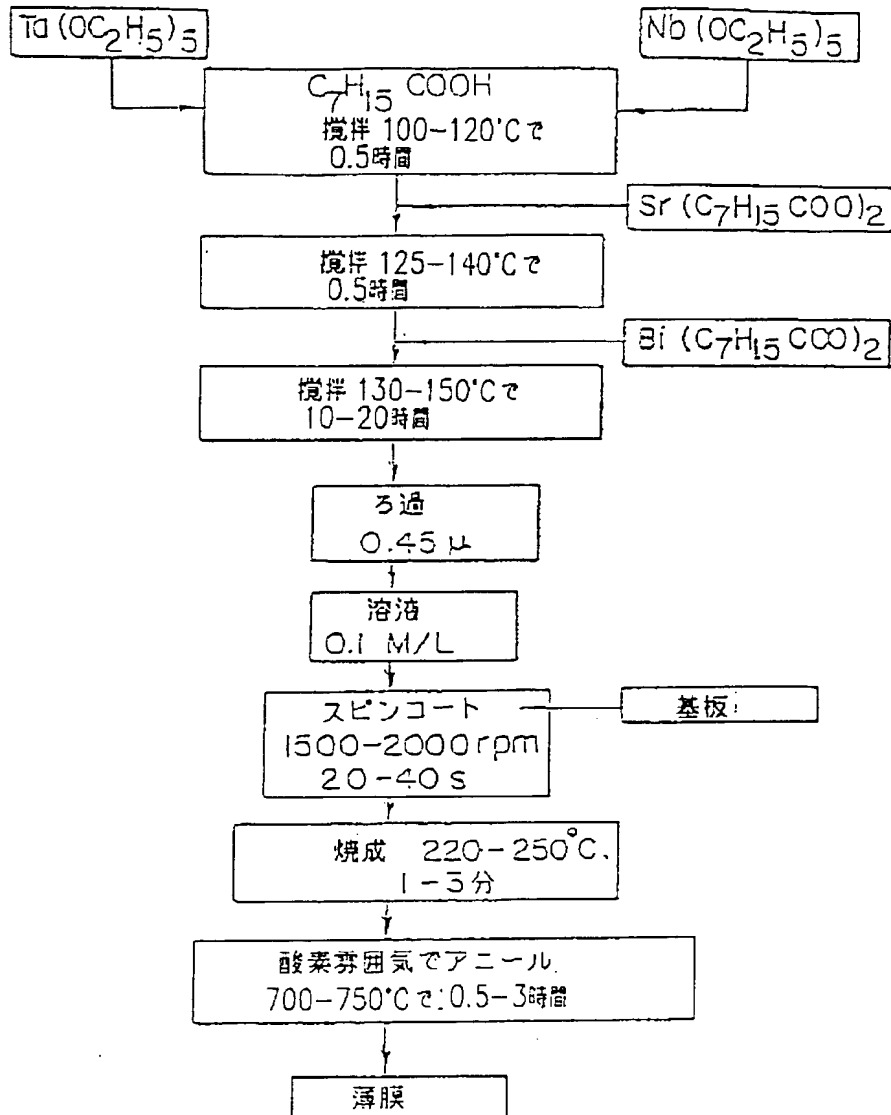 Ta(OC₂H₅)₅
Nb(OC₂H₅)₅
C₇H₁₅COOH
撹拌 100-120°Cで
0.5時間
Sr(C₇H₁₅COO)₂
撹拌 125-140°Cで
0.5時間
Bi(C₇H₁₅COO)₂
撹拌 130-150°Cで
10-20時間
ろ過
0.45 μ
溶液
0.1 M/L
スピンコート
基板
1500-2000rpm
20-40s
焼成 220-250°C.
1-3分
酸素雰囲気でアニール
700-750°Cで:0.5-3時間
薄膜